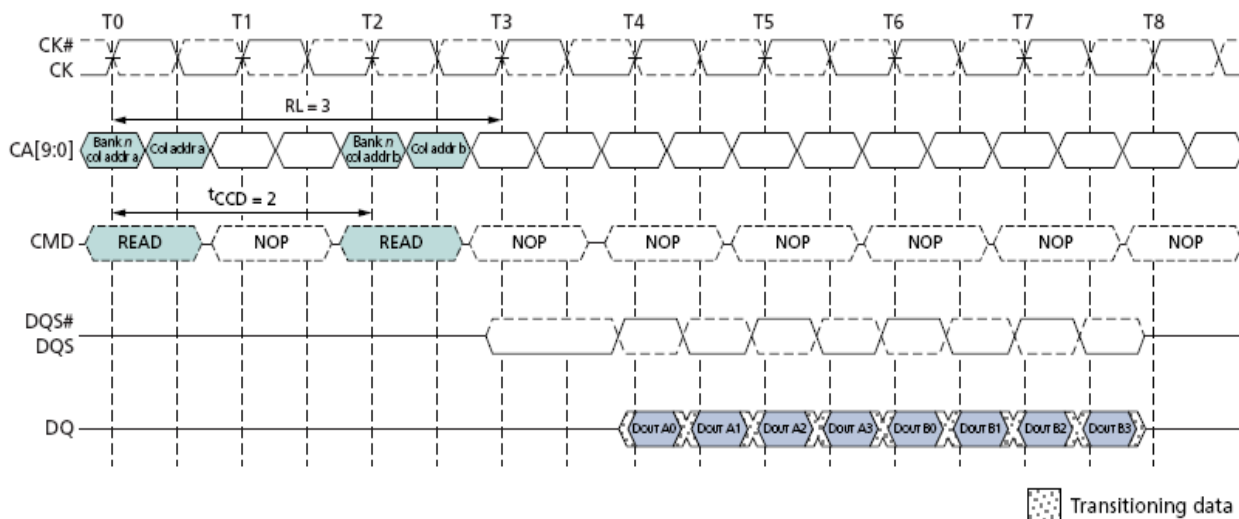 T0 T1 T2 T3 T4 T5 T6 T7 T8
CK#
CK
RL = 3
CA[9:0]
Bank n
col addr a
Col addr a
Bank n
col addr b
Col addr b
tCCD = 2
CMD READ NOP READ NOP NOP NOP NOP NOP NOP
DQS#
DQS
DQ DOUT A0 DOUT A1 DOUT A2 DOUT A3 DOUT B0 DOUT B1 DOUT B2 DOUT B3
Transitioning data